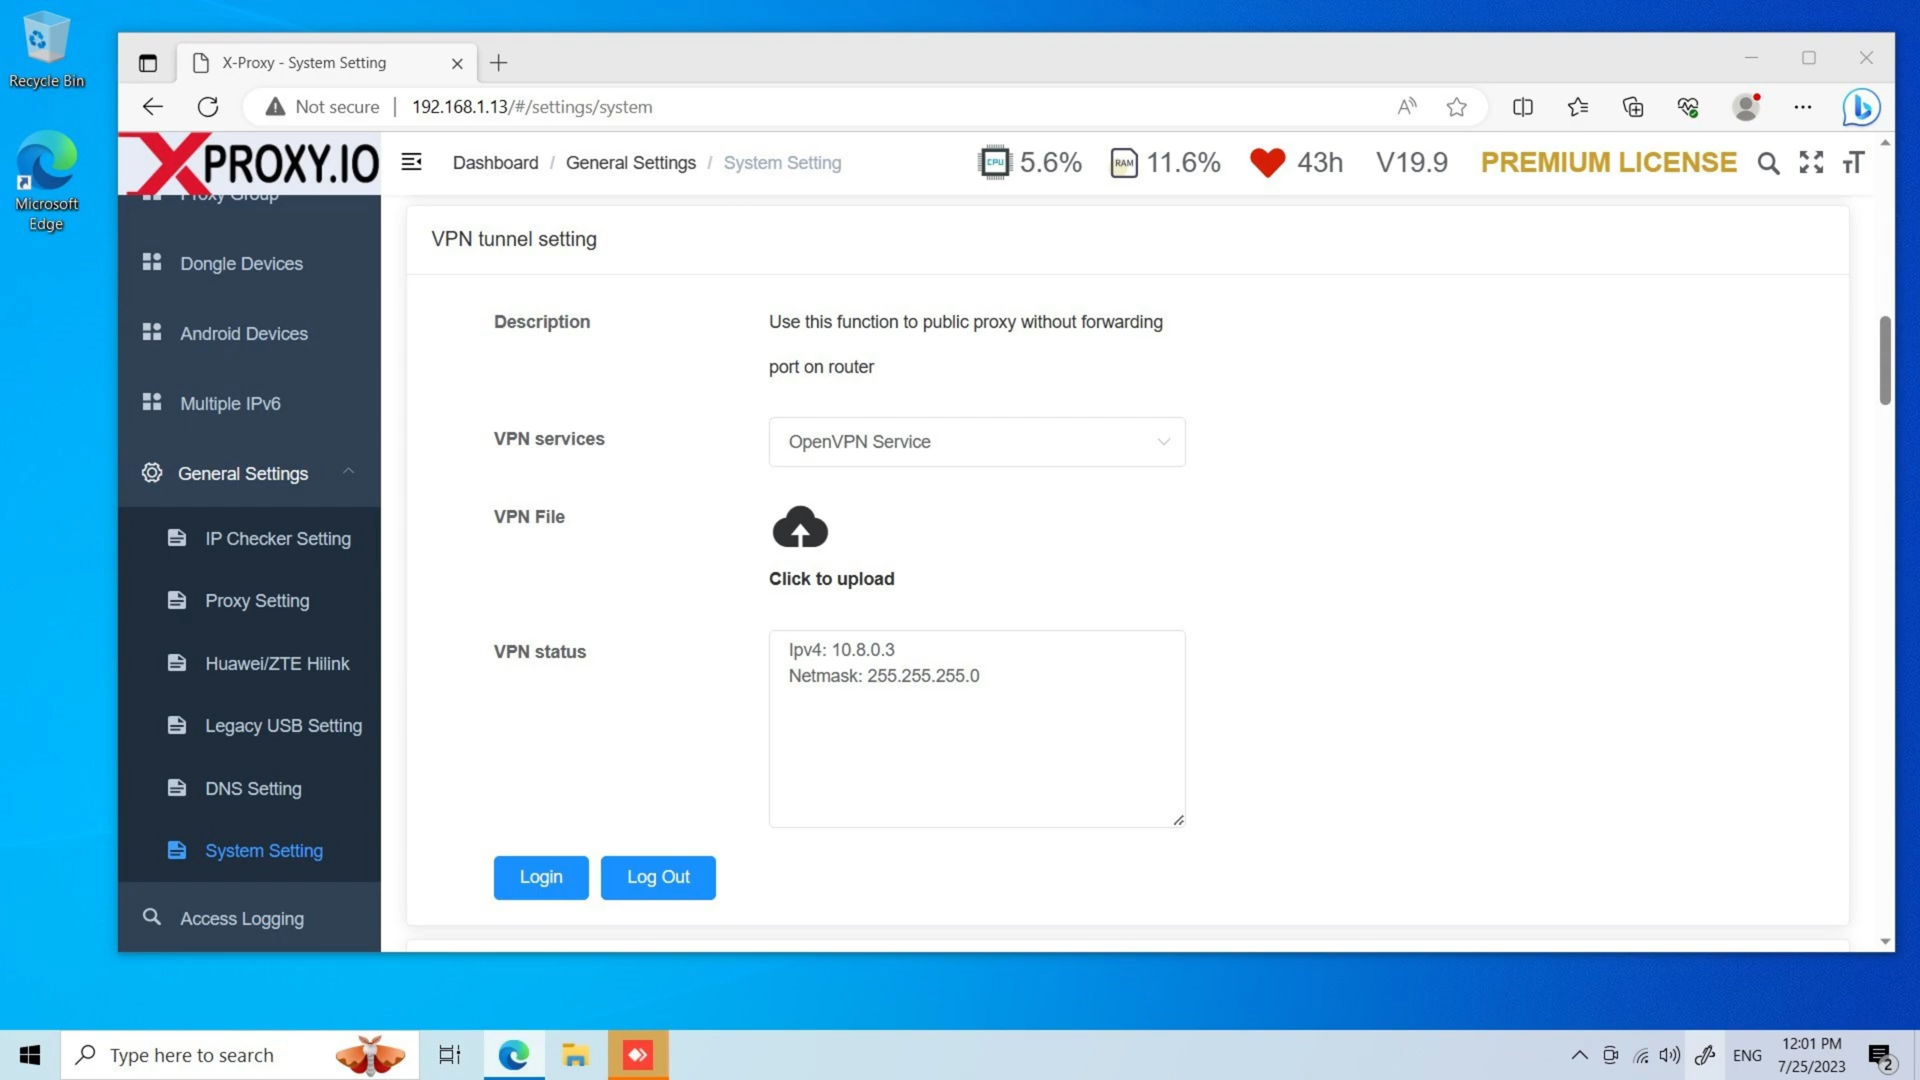 Recycle Bin
Microsoft
Edge
X-Proxy - System Setting
Not secure
192.168.1.13/#/settings/system
XPROXY.IO
Dashboard / General Settings / System Setting
CPU 5.6%
RAM 11.6%
43h
V19.9
PREMIUM LICENSE
Proxy Group
Dongle Devices
Android Devices
Multiple IPv6
General Settings
IP Checker Setting
Proxy Setting
Huawei/ZTE Hilink
Legacy USB Setting
DNS Setting
System Setting
Access Logging
VPN tunnel setting
Description
Use this function to public proxy without forwarding
port on router
VPN services
OpenVPN Service
VPN File
Click to upload
VPN status
Ipv4: 10.8.0.3
Netmask: 255.255.255.0
Login
Log Out
Type here to search
ENG
12:01 PM
7/25/2023
2